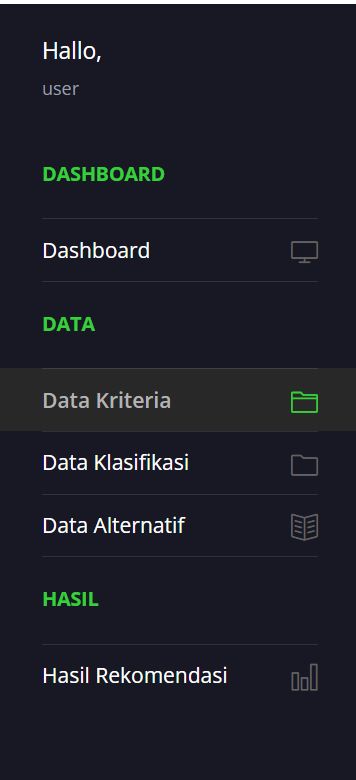 Hallo,
user
DASHBOARD
Dashboard
DATA
Data Kriteria
Data Klasifikasi
Data Alternatif
HASIL
Hasil Rekomendasi